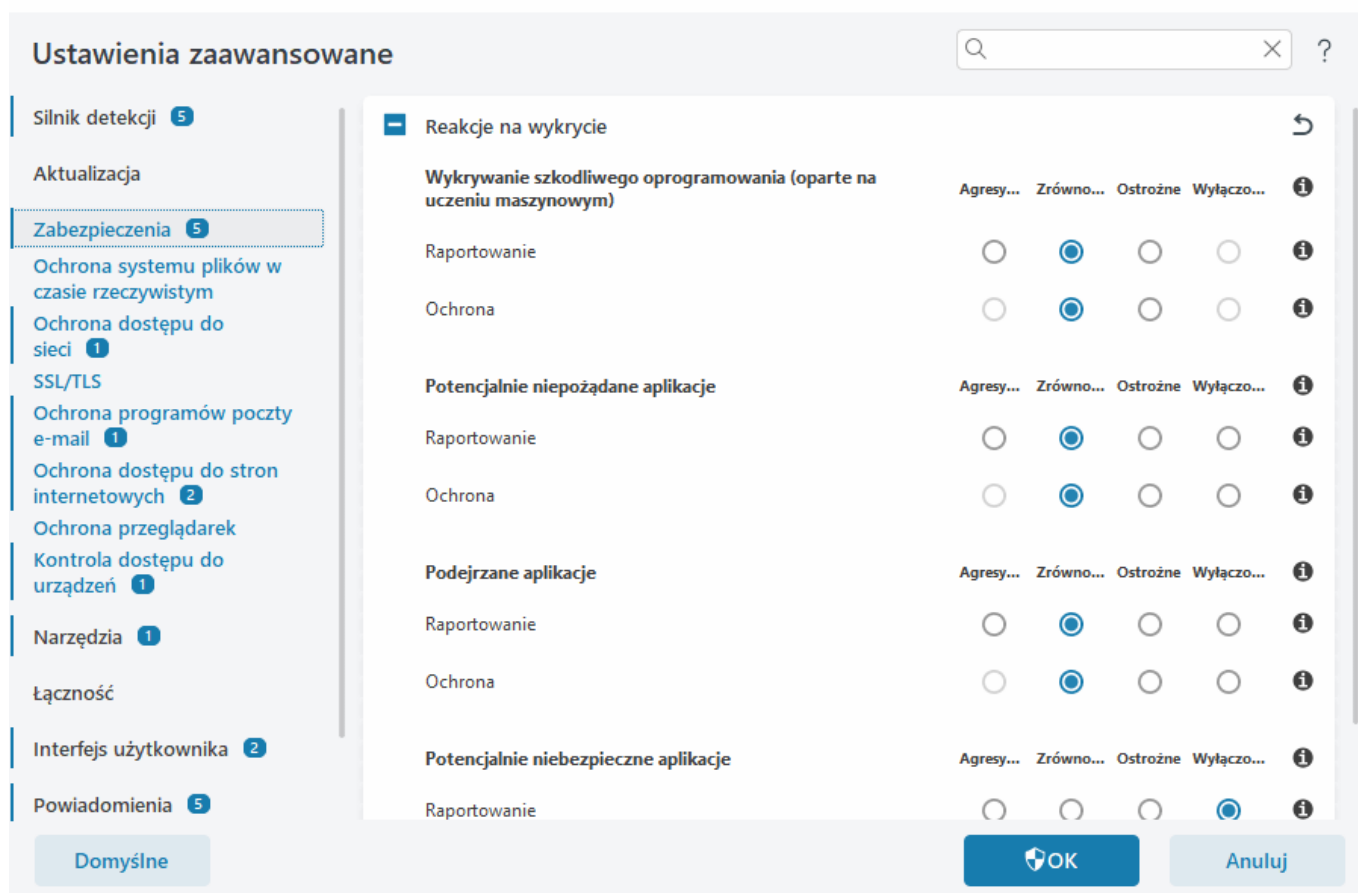 Ustawienia zaawansowane
?
Silnik detekcji 5
Aktualizacja
Zabezpieczenia 5
Ochrona systemu plików w
czasie rzeczywistym
Ochrona dostępu do
sieci 1
SSL/TLS
Ochrona programów poczty
e-mail 1
Ochrona dostępu do stron
internetowych 2
Ochrona przeglądarek
Kontrola dostępu do
urządzeń 1
Narzędzia 1
Łączność
Interfejs użytkownika 2
Powiadomienia 5
Reakcje na wykrycie
Wykrywanie szkodliwego oprogramowania (oparte na
uczeniu maszynowym)
Agresy... Zrówno... Ostrożne Wyłączo...
Raportowanie
Ochrona
Potencjalnie niepożądane aplikacje Agresy... Zrówno... Ostrożne Wyłączo...
Raportowanie
Ochrona
Podejrzane aplikacje Agresy... Zrówno... Ostrożne Wyłączo...
Raportowanie
Ochrona
Potencjalnie niebezpieczne aplikacje Agresy... Zrówno... Ostrożne Wyłączo...
Raportowanie
Domyślne OK Anuluj